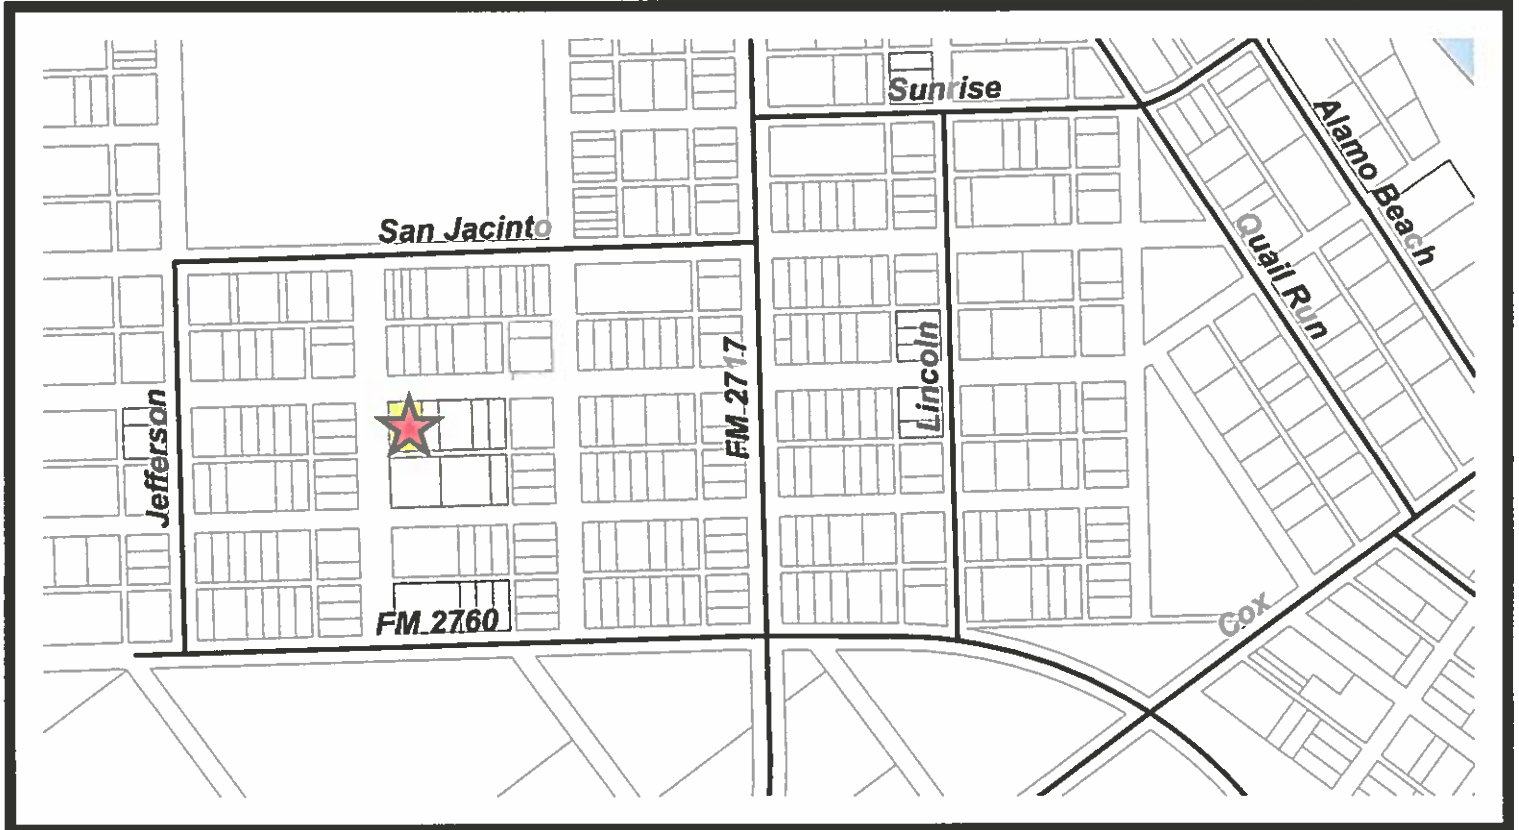 Sunrise
Alamo Beach
San Jacinto
Quail Run
Lincoln
FM 2717
Jefferson
Cox
FM 2760